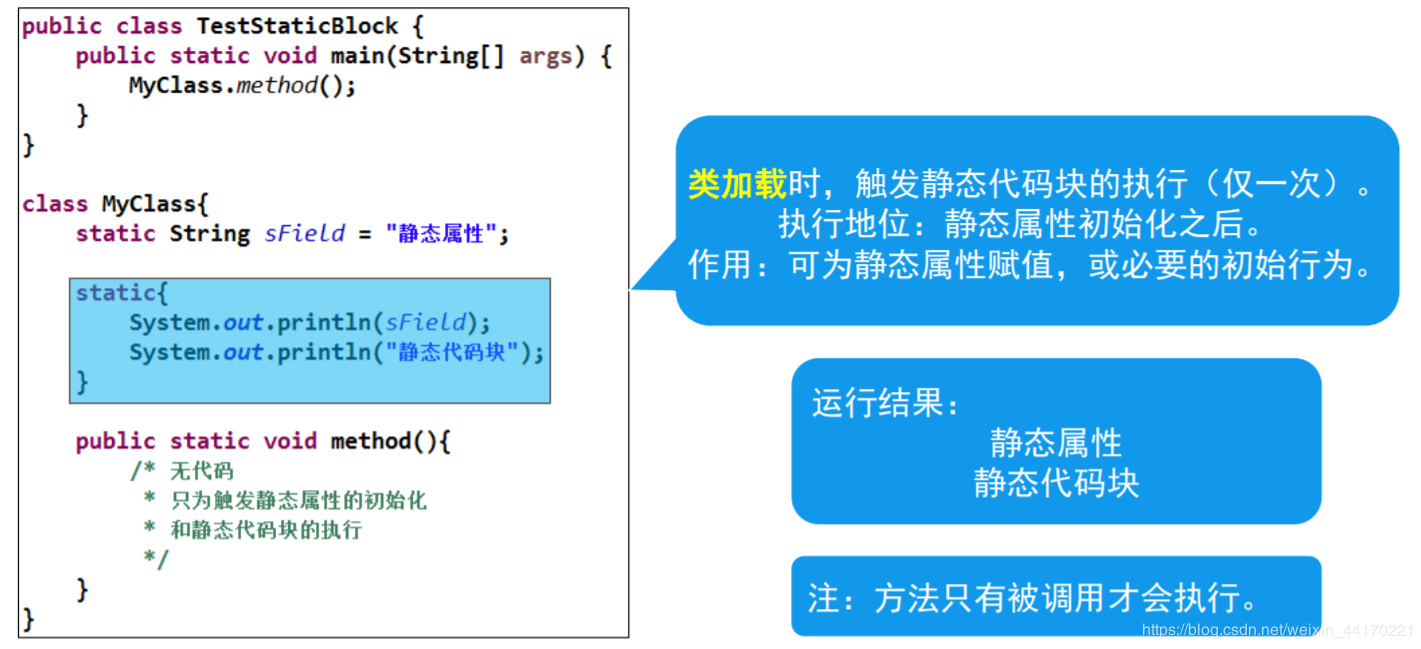 public class TestStaticBlock {
    public static void main(String[] args) {
        MyClass.method();
    }
}
class MyClass{
    static String sField = "静态属性";
    static{
        System.out.println(sField);
        System.out.println("静态代码块");
    }
    public static void method(){
        /* 无代码
         * 只为触发静态属性的初始化
         * 和静态代码块的执行
         */
    }
}
类加载时，触发静态代码块的执行（仅一次）。
执行地位：静态属性初始化之后。
作用：可为静态属性赋值，或必要的初始行为。
运行结果：
静态属性
静态代码块
注：方法只有被调用才会执行。
https://blog.csdn.net/weixin_44170221